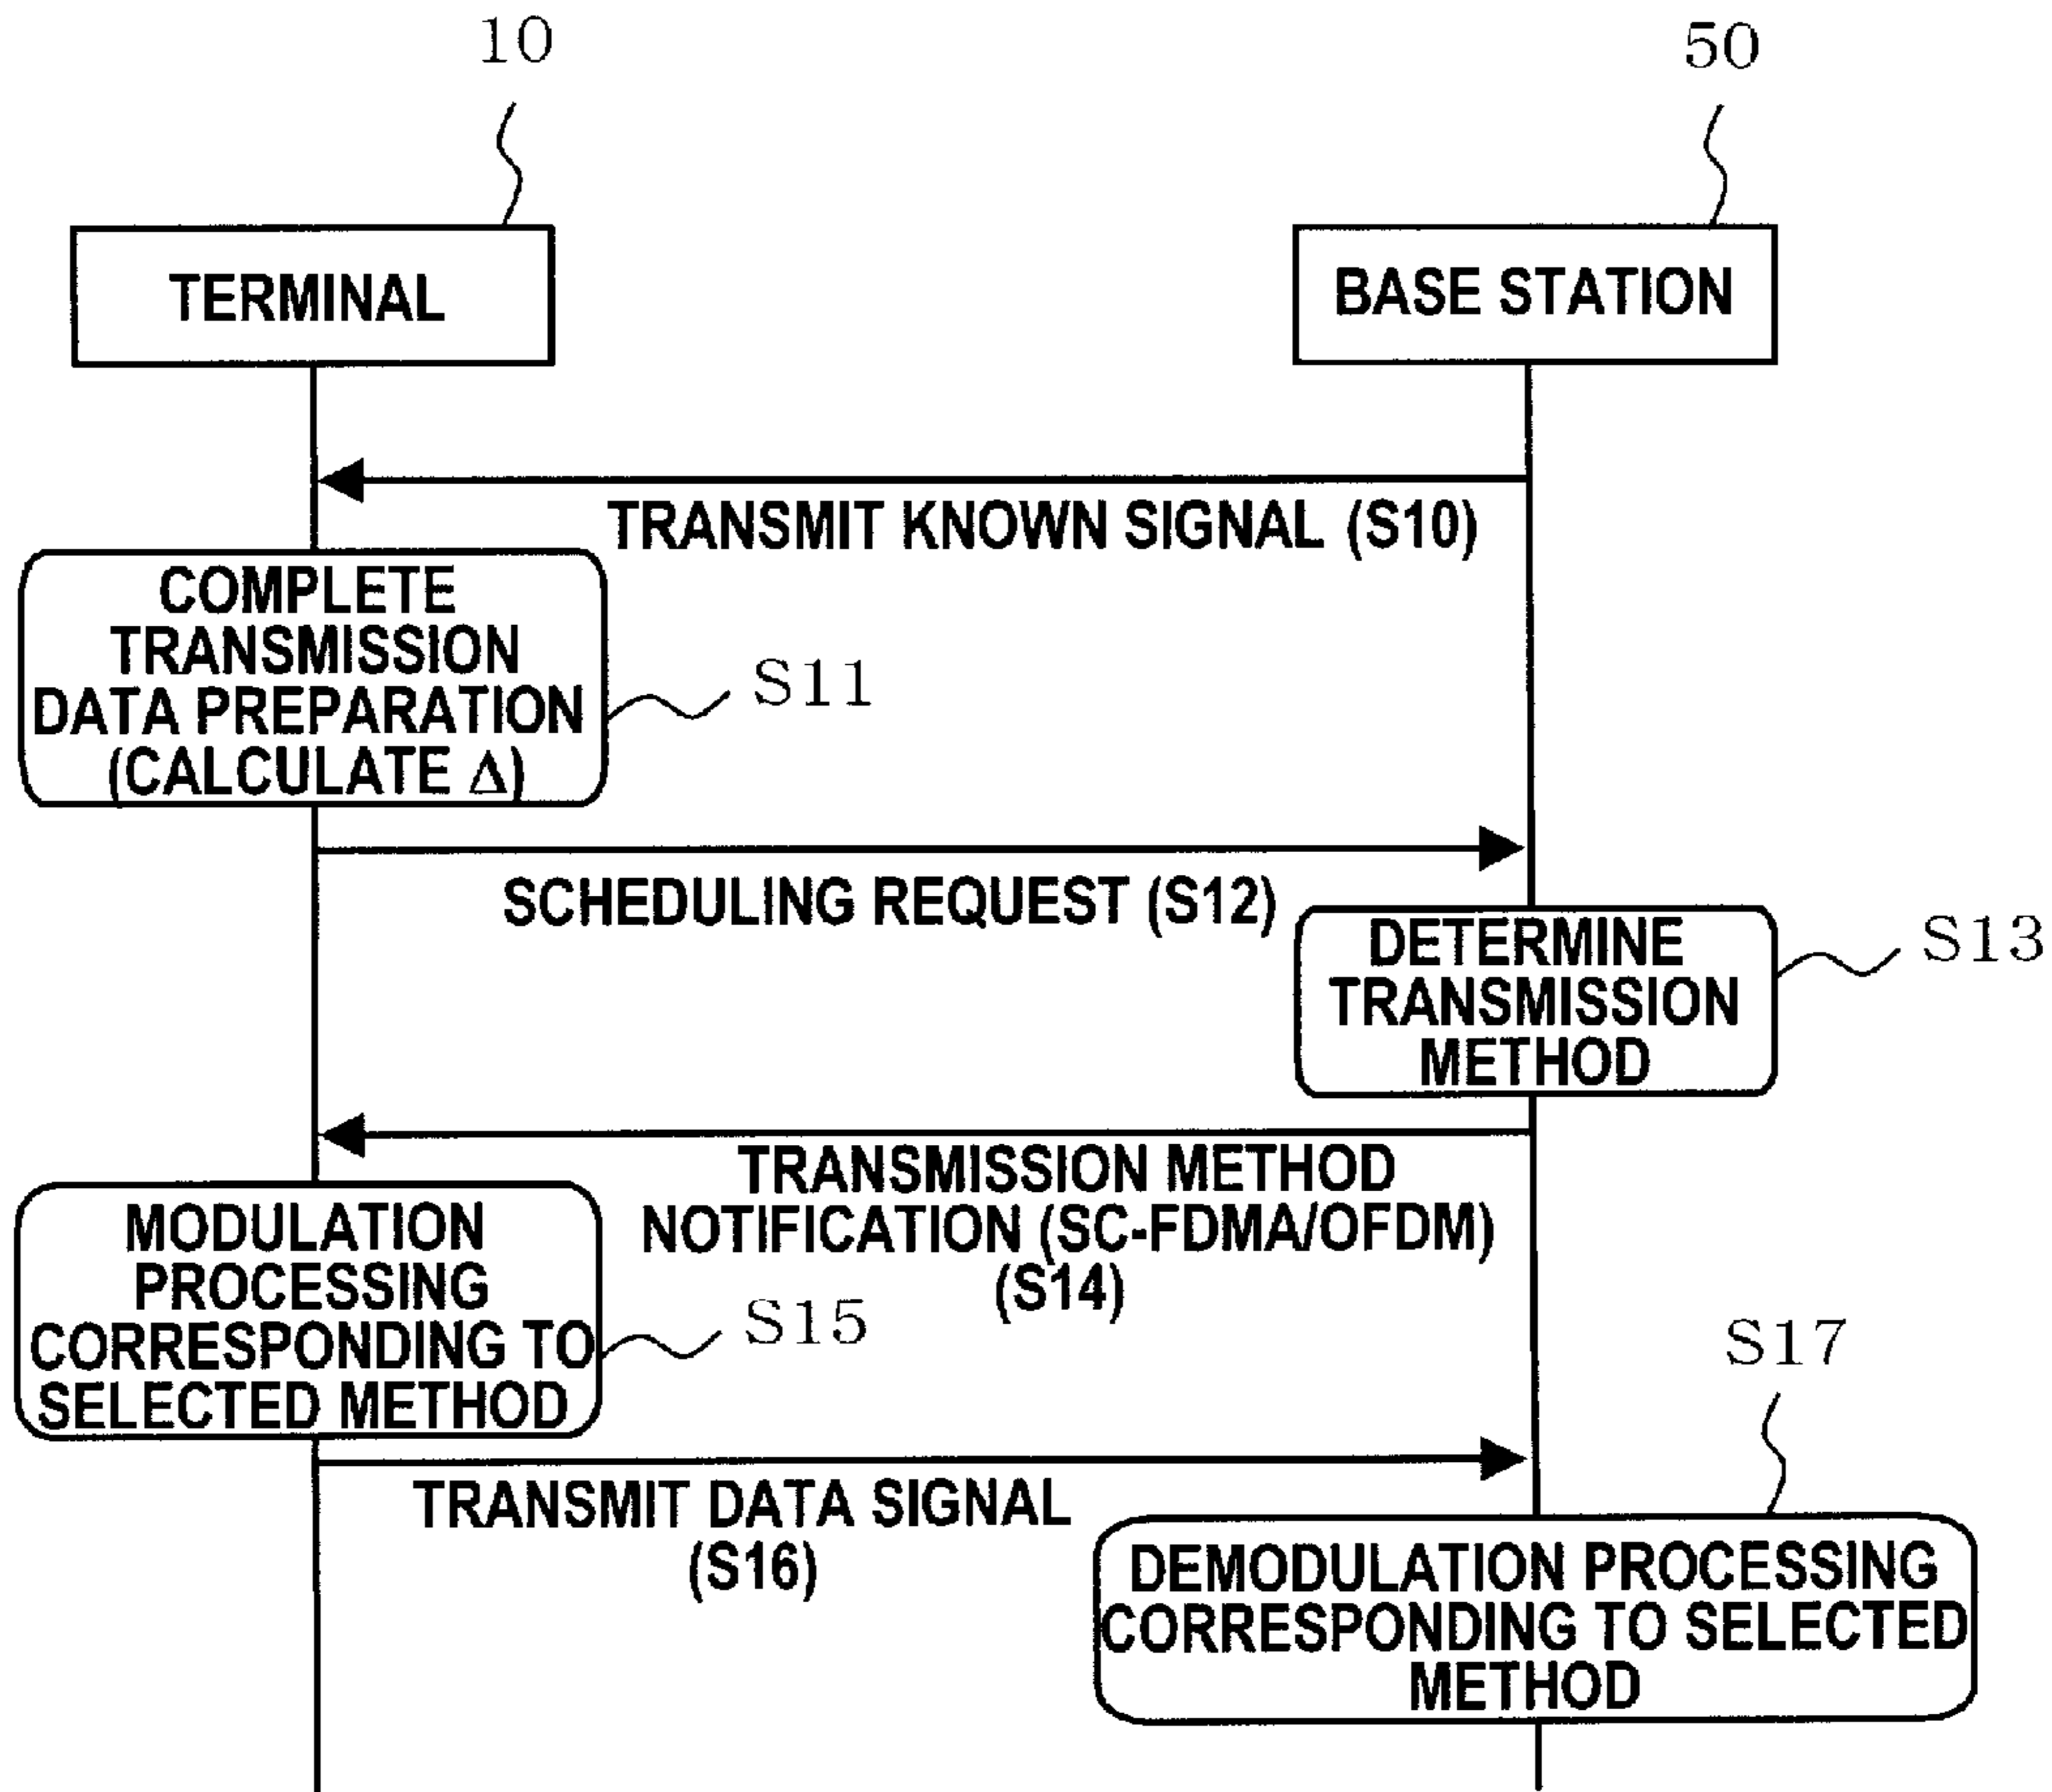 10
50
TERMINAL
BASE STATION
TRANSMIT KNOWN SIGNAL (S10)
COMPLETE
TRANSMISSION
DATA PREPARATION
(CALCULATE Δ)
S11
SCHEDULING REQUEST (S12)
DETERMINE
TRANSMISSION
METHOD
S13
TRANSMISSION METHOD
NOTIFICATION (SC-FDMA/OFDM)
(S14)
MODULATION
PROCESSING
CORRESPONDING TO
SELECTED METHOD
S15
TRANSMIT DATA SIGNAL
(S16)
S17
DEMODULATION PROCESSING
CORRESPONDING TO SELECTED
METHOD